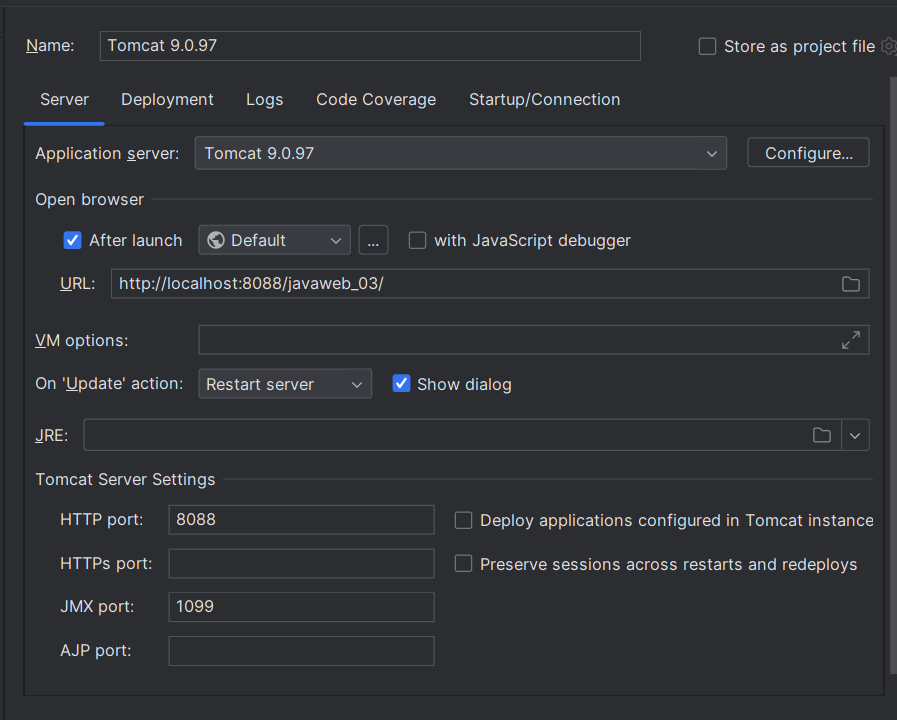 Name: Tomcat 9.0.97 Store as project file
Server Deployment Logs Code Coverage Startup/Connection
Application server: Tomcat 9.0.97 Configure...
Open browser
After launch Default ... with JavaScript debugger
URL: http://localhost:8088/javaweb_03/
VM options:
On 'Update' action: Restart server Show dialog
JRE:
Tomcat Server Settings
HTTP port: 8088 Deploy applications configured in Tomcat instance
HTTPs port: Preserve sessions across restarts and redeploys
JMX port: 1099
AJP port: